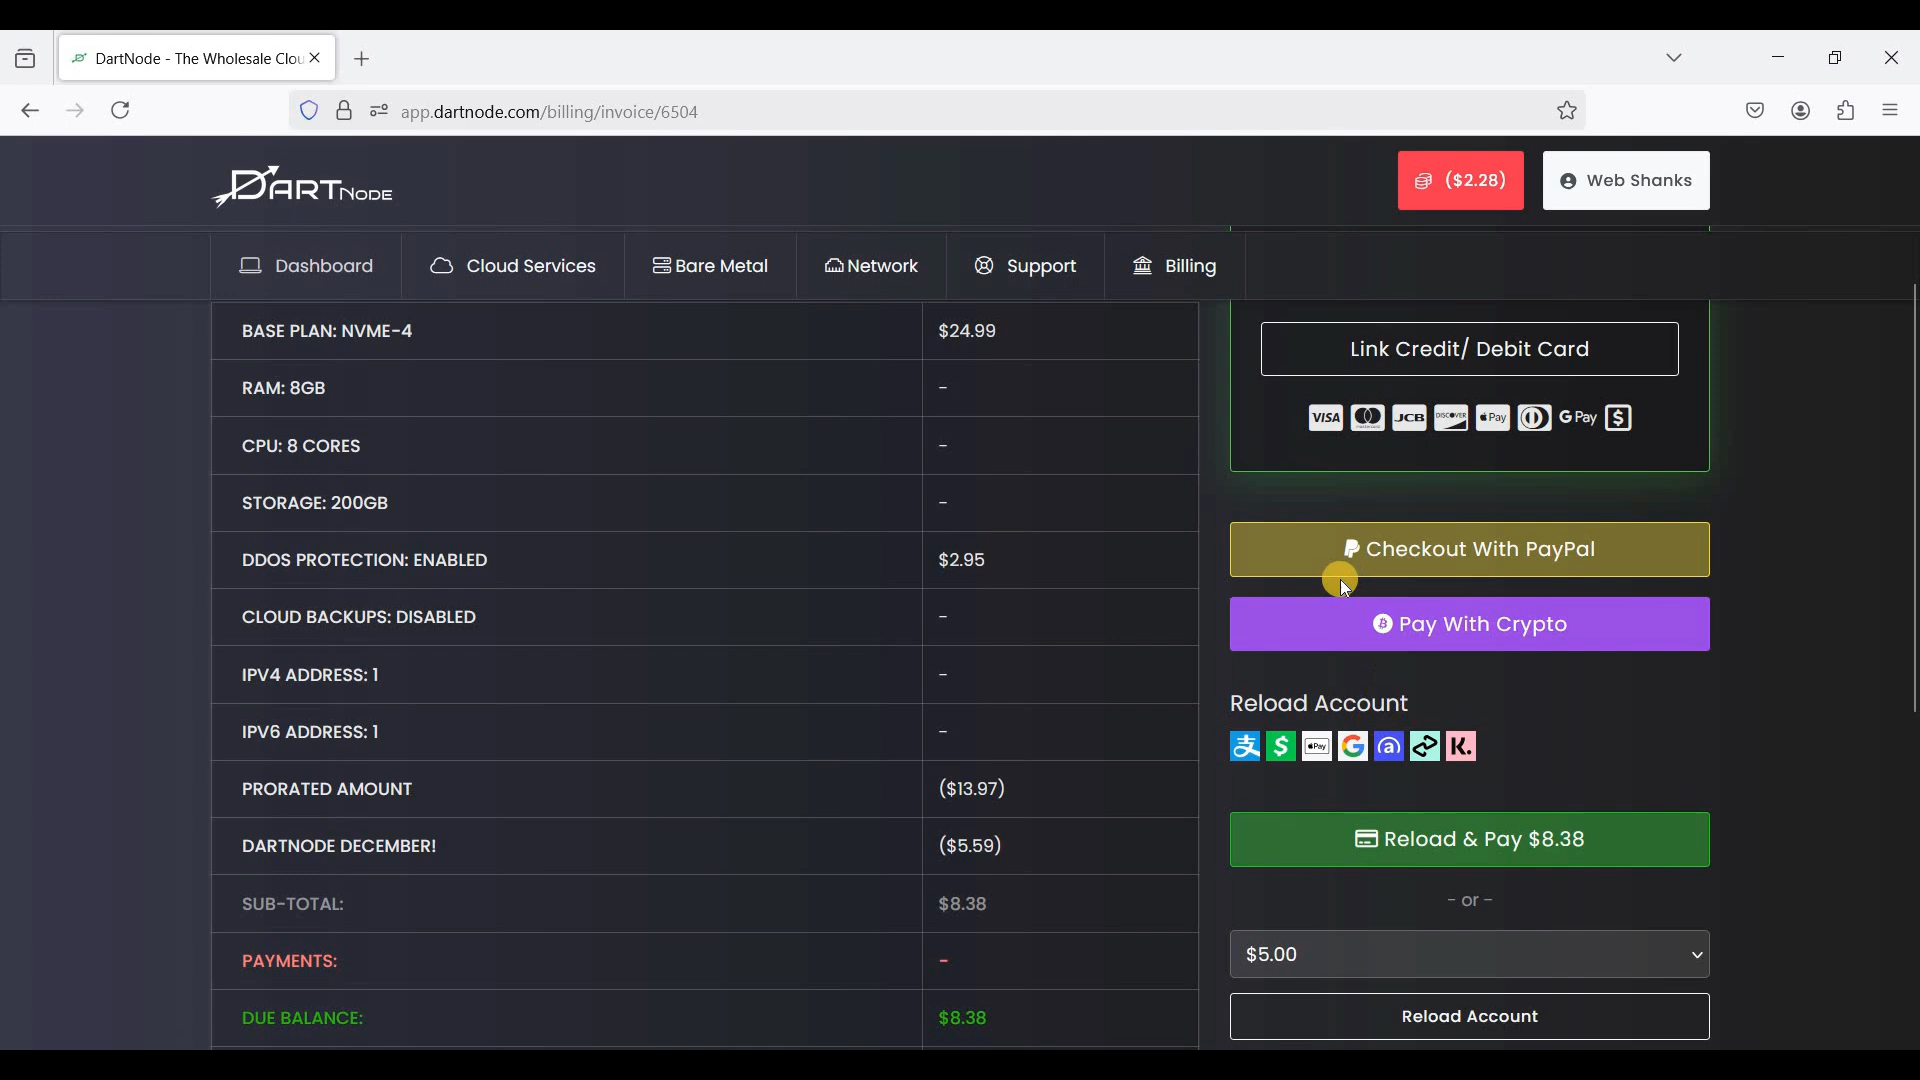 DartNode - The Wholesale Clou
app.dartnode.com/billing/invoice/6504
DARTNODE
($2.28)
Web Shanks
Dashboard
Cloud Services
Bare Metal
Network
Support
Billing
BASE PLAN: NVME-4 $24.99
RAM: 8GB -
CPU: 8 CORES -
STORAGE: 200GB -
DDOS PROTECTION: ENABLED $2.95
CLOUD BACKUPS: DISABLED -
IPV4 ADDRESS: 1 -
IPV6 ADDRESS: 1 -
PRORATED AMOUNT ($13.97)
DARTNODE DECEMBER! ($5.59)
SUB-TOTAL: $8.38
PAYMENTS: -
DUE BALANCE: $8.38
Link Credit/ Debit Card
VISA JCB DISCOVER Pay G Pay
Checkout With PayPal
Pay With Crypto
Reload Account
支 $ Pay G a K.
Reload & Pay $8.38
- or -
$5.00
Reload Account